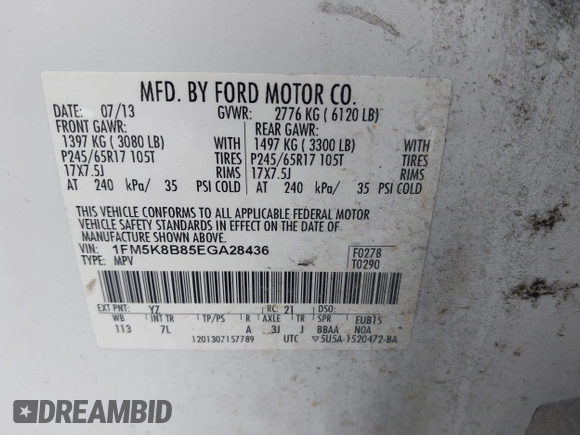 MFD. BY FORD MOTOR CO.
DATE: 07/13 GVWR: 2776 KG ( 6120 LB)
FRONT GAWR: REAR GAWR:
1397 KG ( 3080 LB) WITH 1497 KG ( 3300 LB) WITH
P245/65R17 105T TIRES P245/65R17 105T TIRES
17X7.5J RIMS 17X7.5J RIMS
AT 240 kPa/ 35 PSI COLD AT 240 kPa/ 35 PSI COLD
THIS VEHICLE CONFORMS TO ALL APPLICABLE FEDERAL MOTOR
VEHICLE SAFETY STANDARDS IN EFFECT ON THE DATE OF
MANUFACTURE SHOWN ABOVE.
VIN: 1FM5K8B85EGA28436 F0278
TYPE: MPV T0290
EXT PNT: YZ RC: 21 DSO:
WB INT TR TP/PS R AXLE TR SPR EUB15
113 7L A 3J J BBAA NOA
1201307157789 UTC ▽5U5A-1520472-BA
DREAMBID